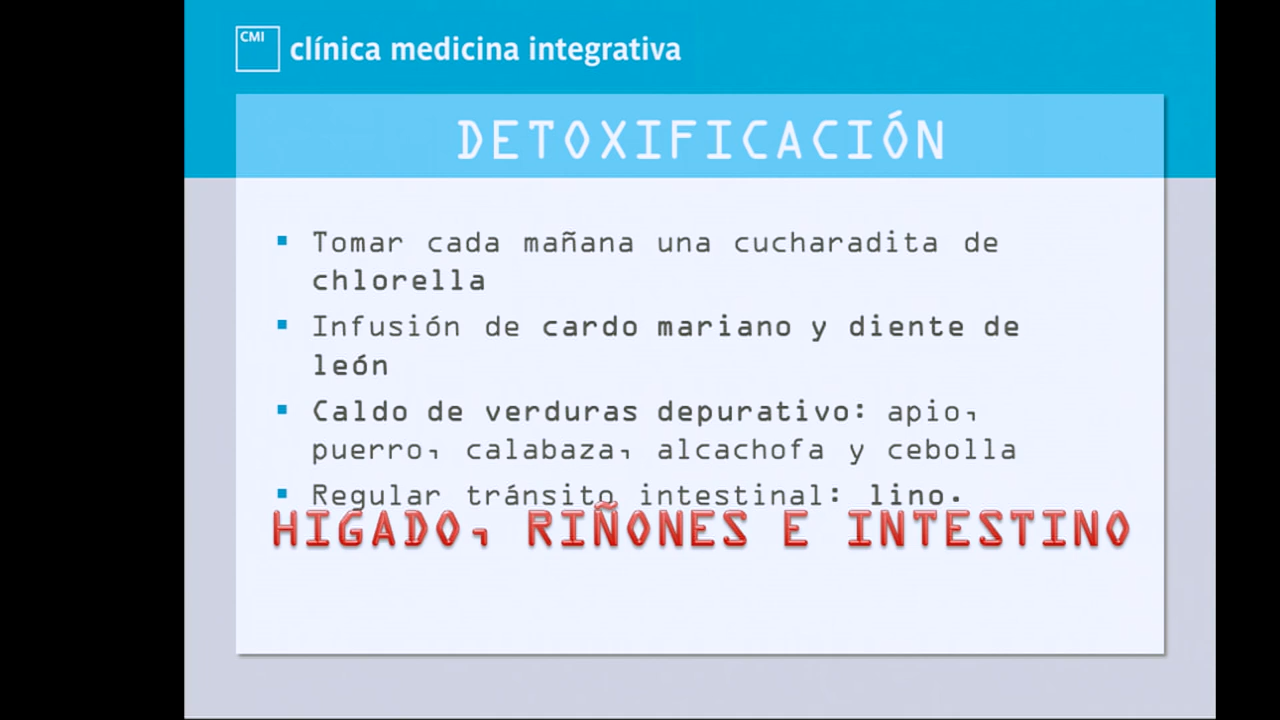 CMI
clínica medicina integrativa
DETOXIFICACIÓN
Tomar cada mañana una cucharadita de
chlorella
Infusión de cardo mariano y diente de
león
Caldo de verduras depurativo: apio,
puerro, calabaza, alcachofa y cebolla
Regular tránsito intestinal: lino.
HIGADO, RIÑONES E INTESTINO